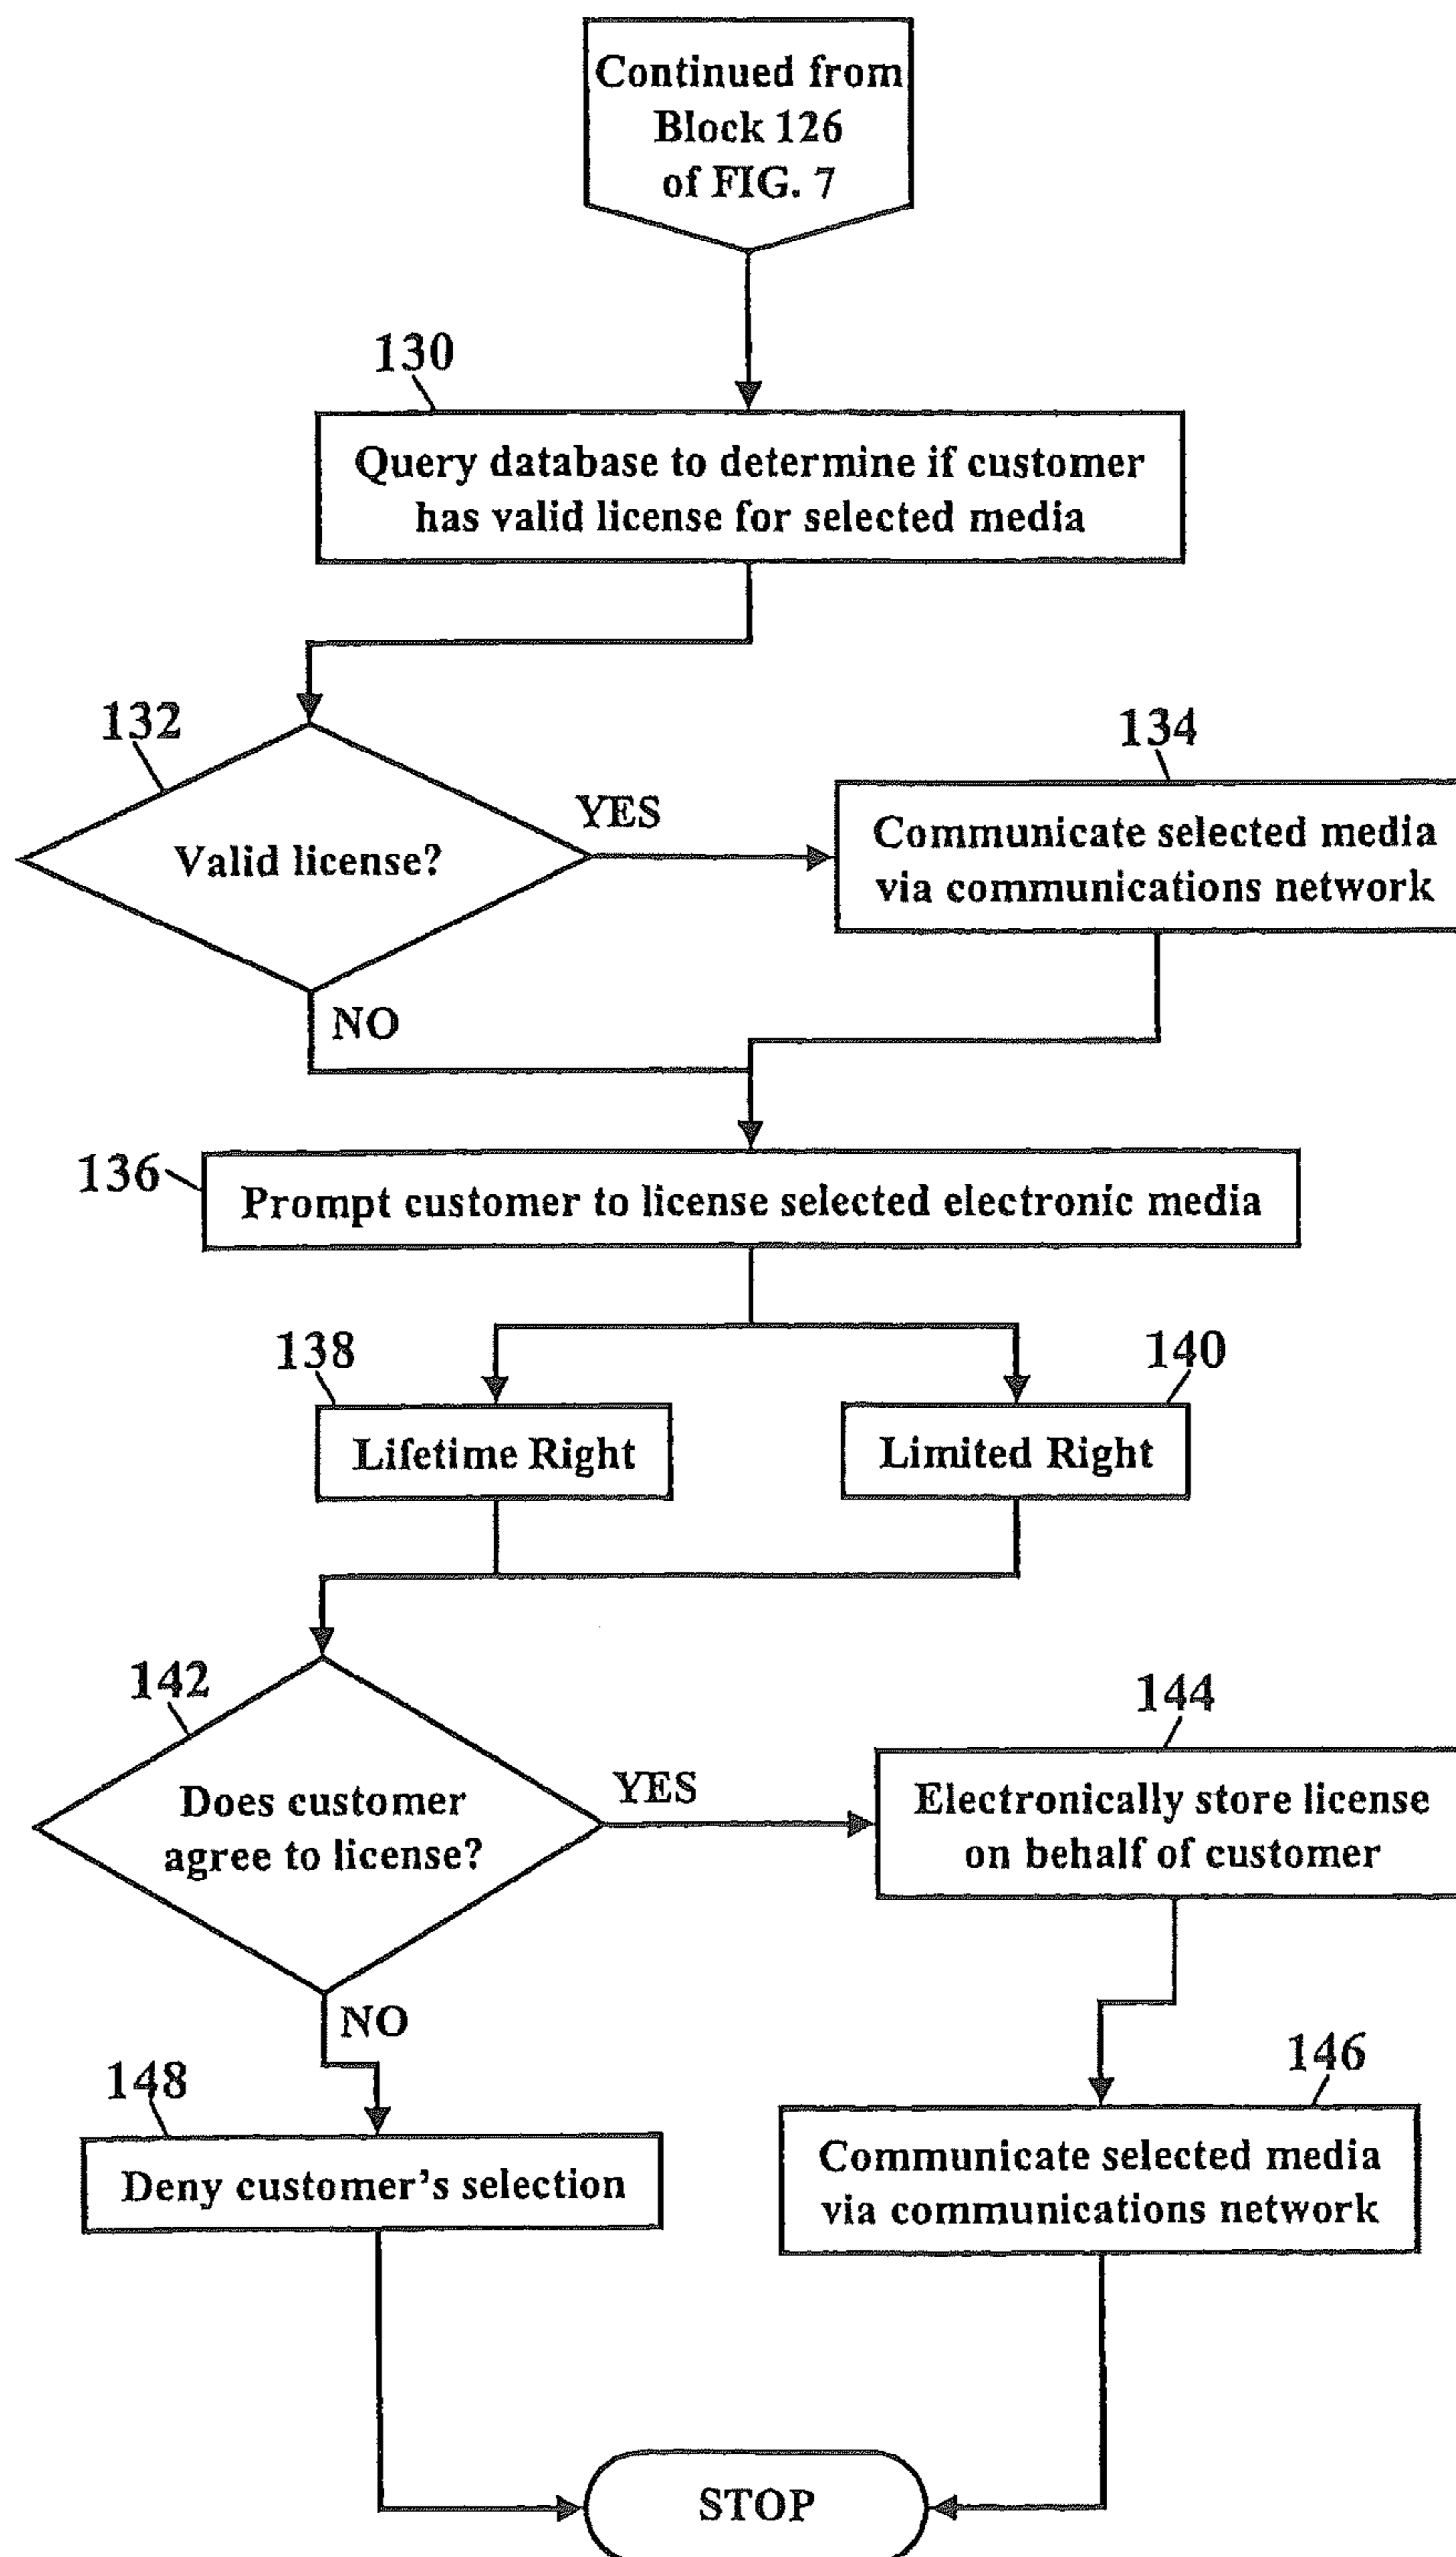 Continued from
Block 126
of FIG. 7
130
Query database to determine if customer
has valid license for selected media
132
Valid license?
YES
134
Communicate selected media
via communications network
NO
136
Prompt customer to license selected electronic media
138
Lifetime Right
140
Limited Right
142
Does customer
agree to license?
YES
144
Electronically store license
on behalf of customer
NO
148
Deny customer's selection
146
Communicate selected media
via communications network
STOP